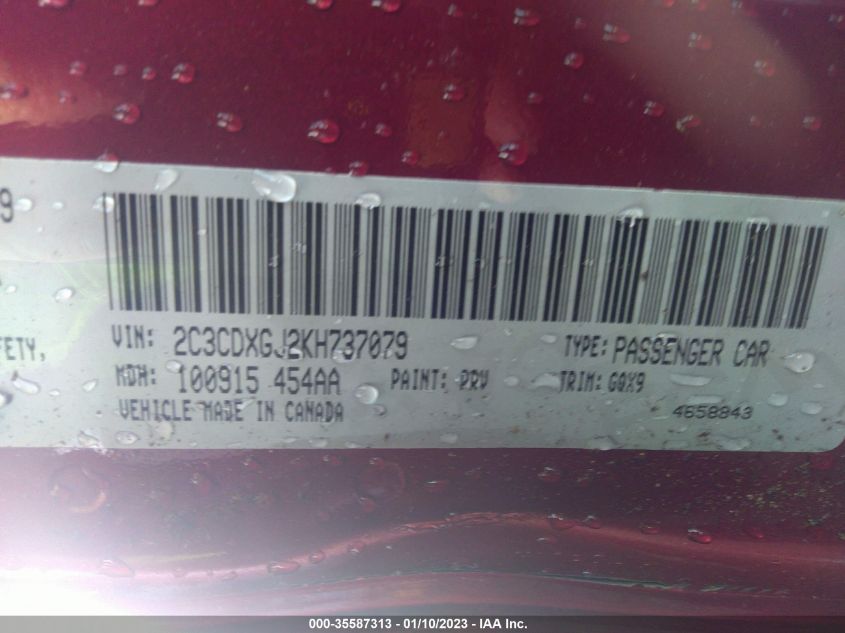 9
FETY,
VIN: 2C3CDXGJ2KH737079
TYPE: PASSENGER CAR
MDH: 100915 454AA
PAINT: PRV
TRIM: GQX9
VEHICLE MADE IN CANADA
4658843
000-35587313 - 01/10/2023 - IAA Inc.